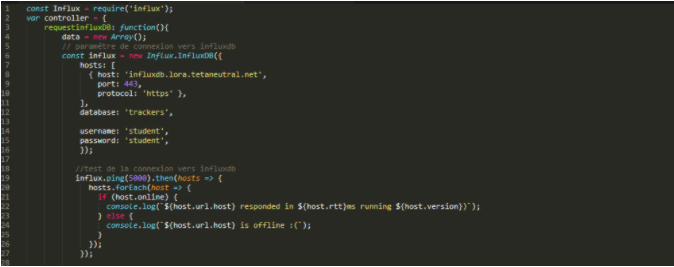 1 const Influx = require('influx');
2 var controller = {
3 requestinfluxDB: function(){
4 data = new Array();
5 // paramètre de connexion vers influxdb
6 const influx = new Influx.InfluxDB({
7 hosts: [
8 { host: 'influxdb.lora.tetaneutral.net',
9 port: 443,
10 protocol: 'https' },
11 ],
12 database: 'trackers',
13
14 username: 'student',
15 password: 'student',
16 });
17
18 //test de la connexion vers influxdb
19 influx.ping(5000).then(hosts => {
20 hosts.forEach(host => {
21 if (host.online) {
22 console.log(`${host.url.host} responded in ${host.rtt}ms running ${host.version})`);
23 } else {
24 console.log(`${host.url.host} is offline :(`);
25 }
26 });
27 });
28